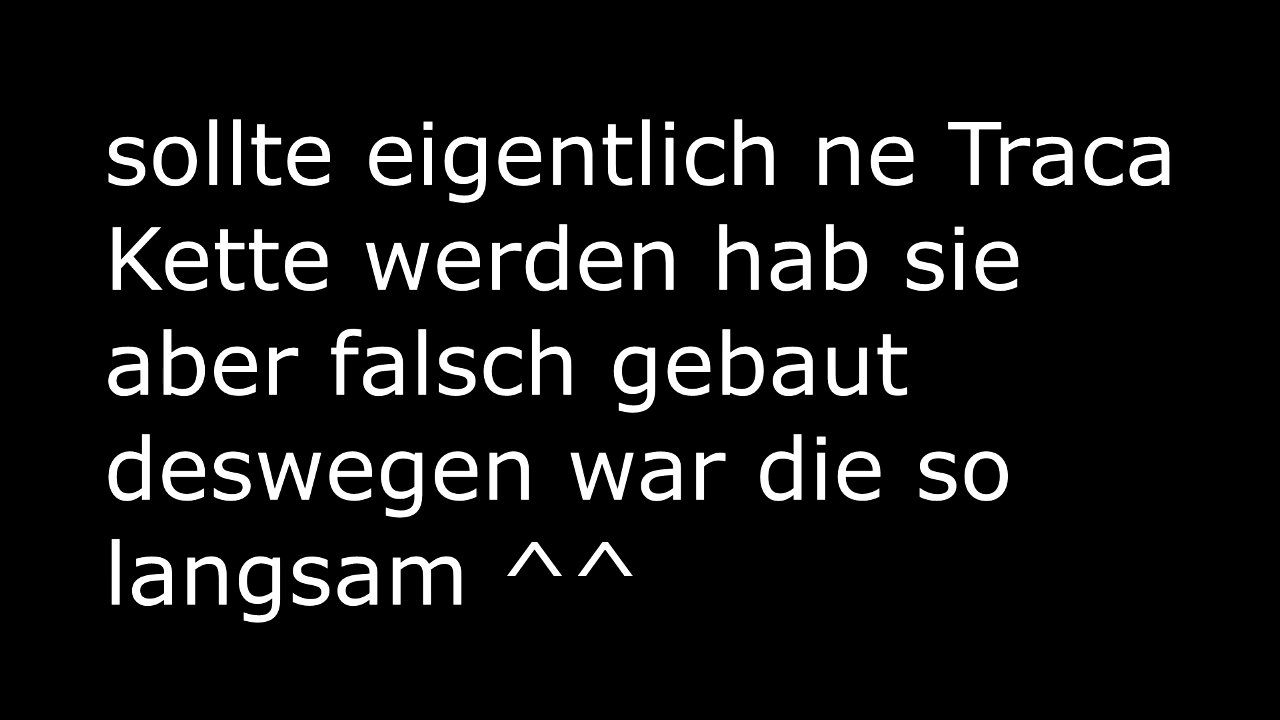 sollte eigentlich ne Traca
Kette werden hab sie
aber falsch gebaut
deswegen war die so
langsam ^^